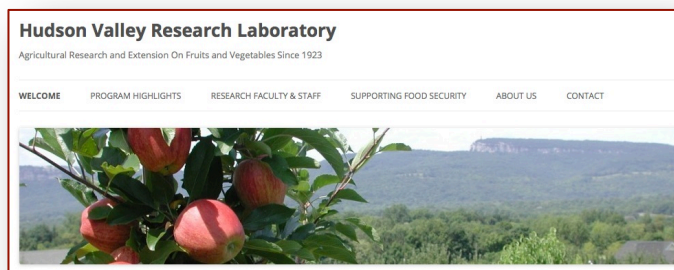 Hudson Valley Research Laboratory
Agricultural Research and Extension On Fruits and Vegetables Since 1923
WELCOME PROGRAM HIGHLIGHTS RESEARCH FACULTY & STAFF SUPPORTING FOOD SECURITY ABOUT US CONTACT